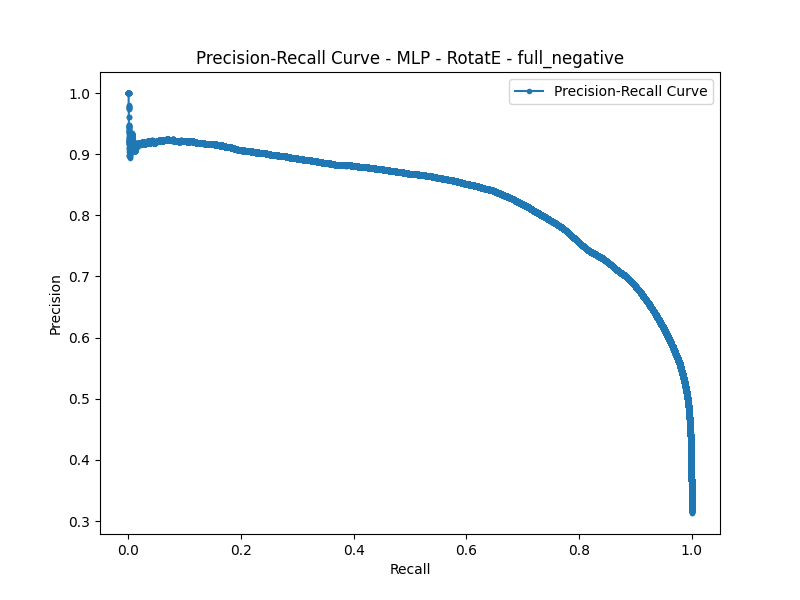 Precision-Recall Curve - MLP - RotatE - full_negative
Precision-Recall Curve
1.0
0.9
0.8
0.7
0.6
0.5
0.4
0.3
Precision
0.0 0.2 0.4 0.6 0.8 1.0
Recall